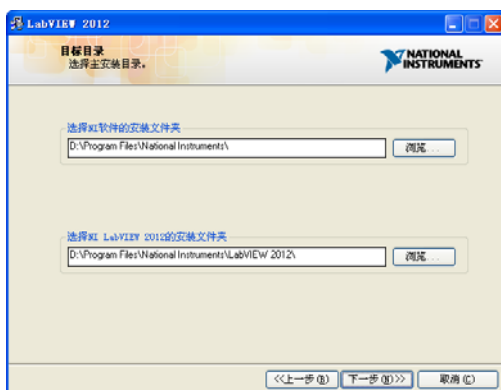 LabVIEW 2012
目标目录
选择主安装目录。
NATIONAL
INSTRUMENTS
选择NI软件的安装文件夹
D:\Program Files\National Instruments\
浏览...
选择NI LabVIEW 2012的安装文件夹
D:\Program Files\National Instruments\LabVIEW 2012\
浏览...
<<上一步(B) 下一步(N)>> 取消(C)